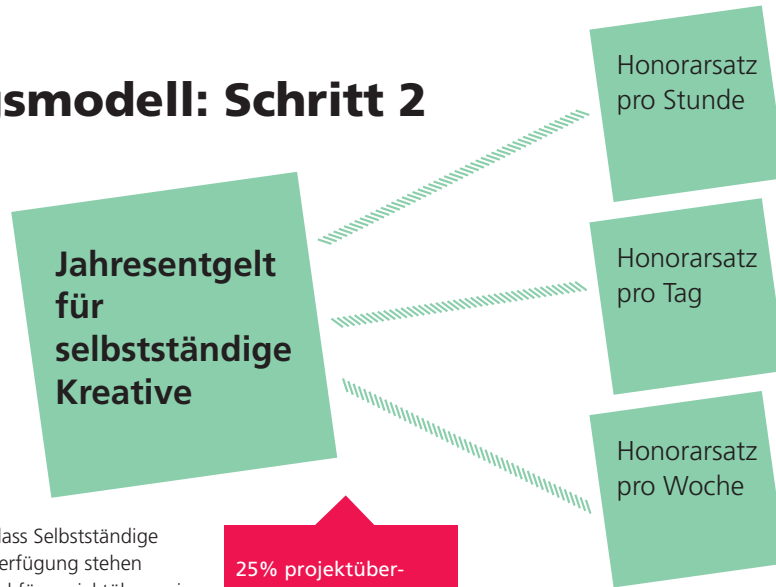 gsmodell: Schritt 2
Jahresentgelt
für
selbstständige
Kreative
Honorarsatz
pro Stunde
Honorarsatz
pro Tag
Honorarsatz
pro Woche
lass Selbstständige
erfügung stehen
25% projektüber-